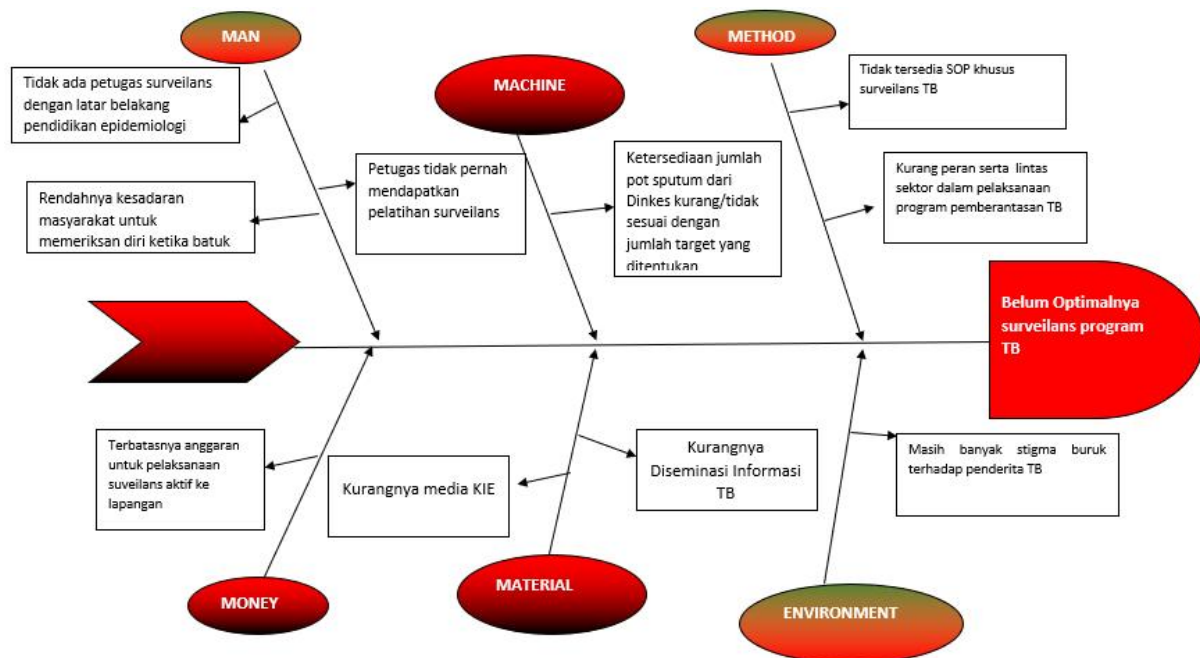 MAN
METHOD
MACHINE
Tidak ada petugas surveilans
dengan latar belakang
pendidikan epidemiologi
Tidak tersedia SOP khusus
surveilans TB
Rendahnya kesadaran
masyarakat untuk
memeriksan diri ketika batuk
Petugas tidak pernah
mendapatkan
pelatihan surveilans
Ketersediaan jumlah
pot sputum dari
Dinkes kurang/tidak
sesuai dengan
jumlah target yang
ditentukan
Kurang peran serta lintas
sektor dalam pelaksanaan
program pemberantasan TB
Belum Optimalnya
surveilans program
TB
Terbatasnya anggaran
untuk pelaksanaan
suveilans aktif ke
lapangan
Kurangnya media KIE
Kurangnya
Diseminasi Informasi
TB
Masih banyak stigma buruk
terhadap penderita TB
MONEY
MATERIAL
ENVIRONMENT